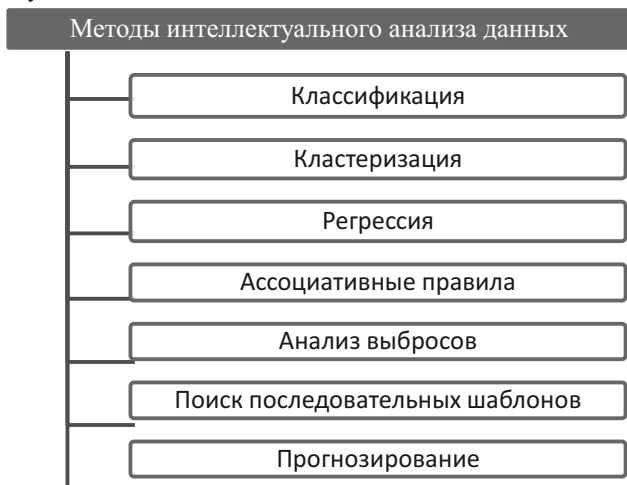 Методы интеллектуального анализа данных
Классификация
Кластеризация
Регрессия
Ассоциативные правила
Анализ выбросов
Поиск последовательных шаблонов
Прогнозирование